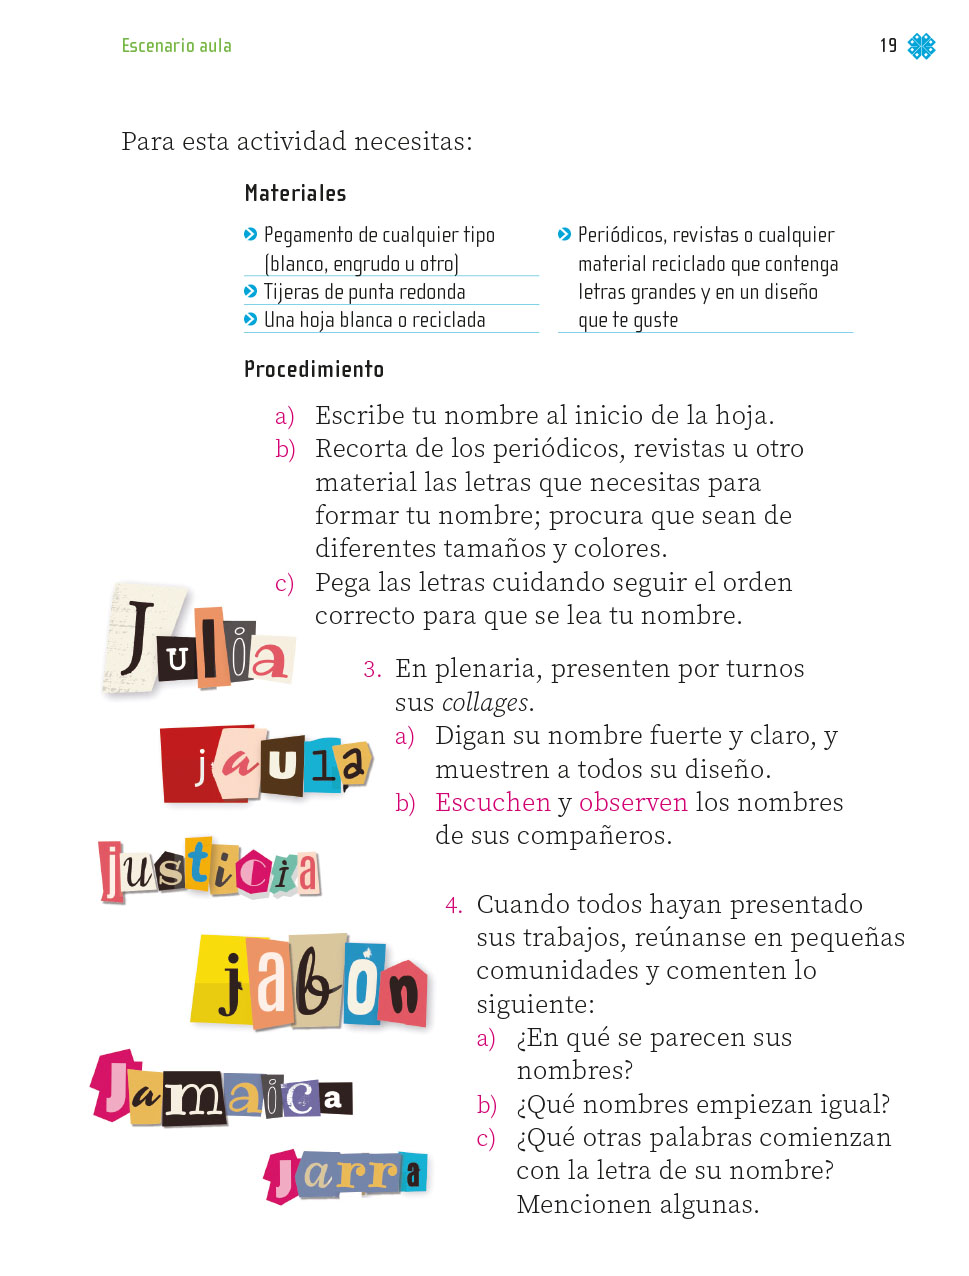 Escenario aula
19
Para esta actividad necesitas:
Materiales
Pegamento de cualquier tipo
(blanco, engrudo u otro)
Tijeras de punta redonda
Una hoja blanca o reciclada
Periódicos, revistas o cualquier
material reciclado que contenga
letras grandes y en un diseño
que te guste
Procedimiento
a) Escribe tu nombre al inicio de la hoja.
b) Recorta de los periódicos, revistas u otro
material las letras que necesitas para
formar tu nombre; procura que sean de
diferentes tamaños y colores.
c) Pega las letras cuidando seguir el orden
correcto para que se lea tu nombre.
Julia
jaula
justicia
jabón
Jamaica
jarra
3. En plenaria, presenten por turnos
sus collages.
a) Digan su nombre fuerte y claro, y
muestren a todos su diseño.
b) Escuchen y observen los nombres
de sus compañeros.
4. Cuando todos hayan presentado
sus trabajos, reúnanse en pequeñas
comunidades y comenten lo
siguiente:
a) ¿En qué se parecen sus
nombres?
b) ¿Qué nombres empiezan igual?
c) ¿Qué otras palabras comienzan
con la letra de su nombre?
Mencionen algunas.